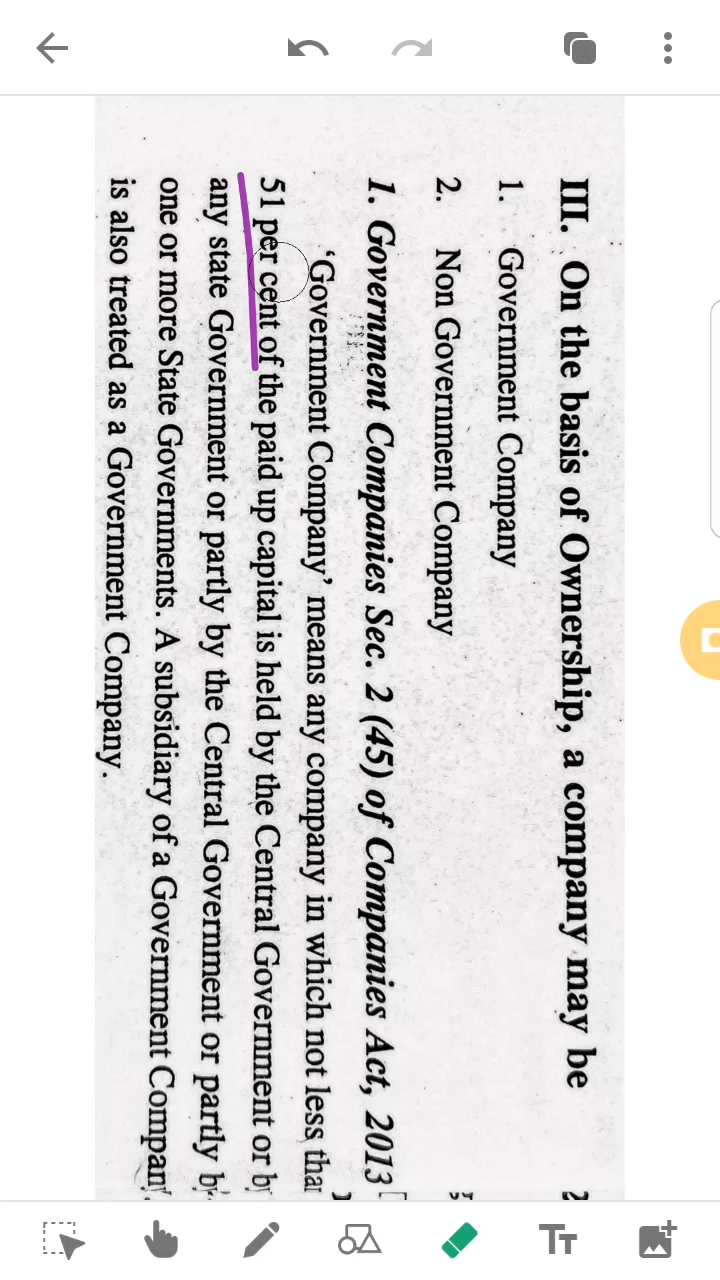 III. On the basis of Ownership, a company may be
1. Government Company
2. Non Government Company
1. Government Companies Sec. 2 (45) of Companies Act, 2013
‘Government Company’ means any company in which not less
51 per cent of the paid up capital is held by the Central Government or by
any state Government or partly by the Central Government or partly by
one or more State Governments. A subsidiary of a Government Company
is also treated as a Government Company.
TT